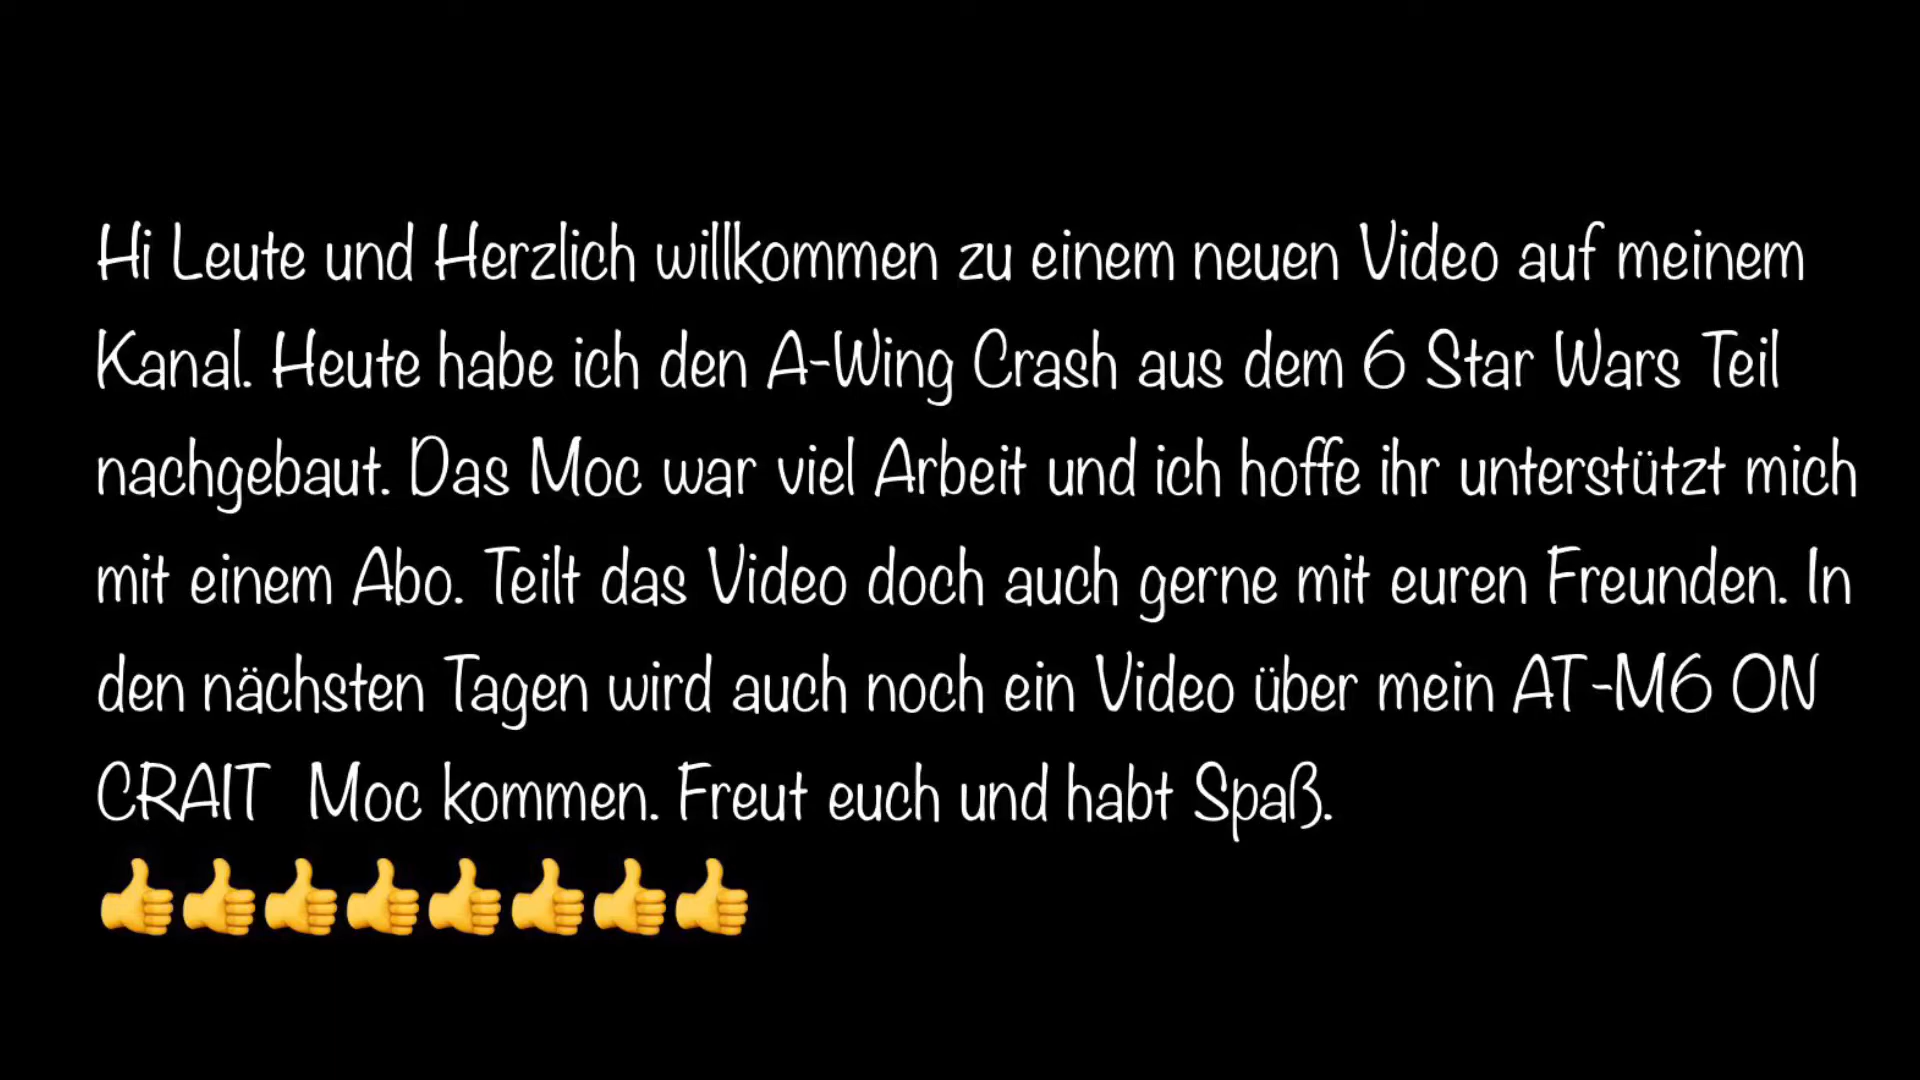 Hi Leute und Herzlich willkommen zu einem neuen Video auf meinem
Kanal. Heute habe ich den A-Wing Crash aus dem 6 Star Wars Teil
nachgebaut. Das Moc war viel Arbeit und ich hoffe ihr unterstützt mich
mit einem Abo. Teilt das Video doch auch gerne mit euren Freunden. In
den nächsten Tagen wird auch noch ein Video über mein AT-M6 ON
CRAIT  Moc kommen. Freut euch und habt Spaß.
👍👍👍👍👍👍👍👍